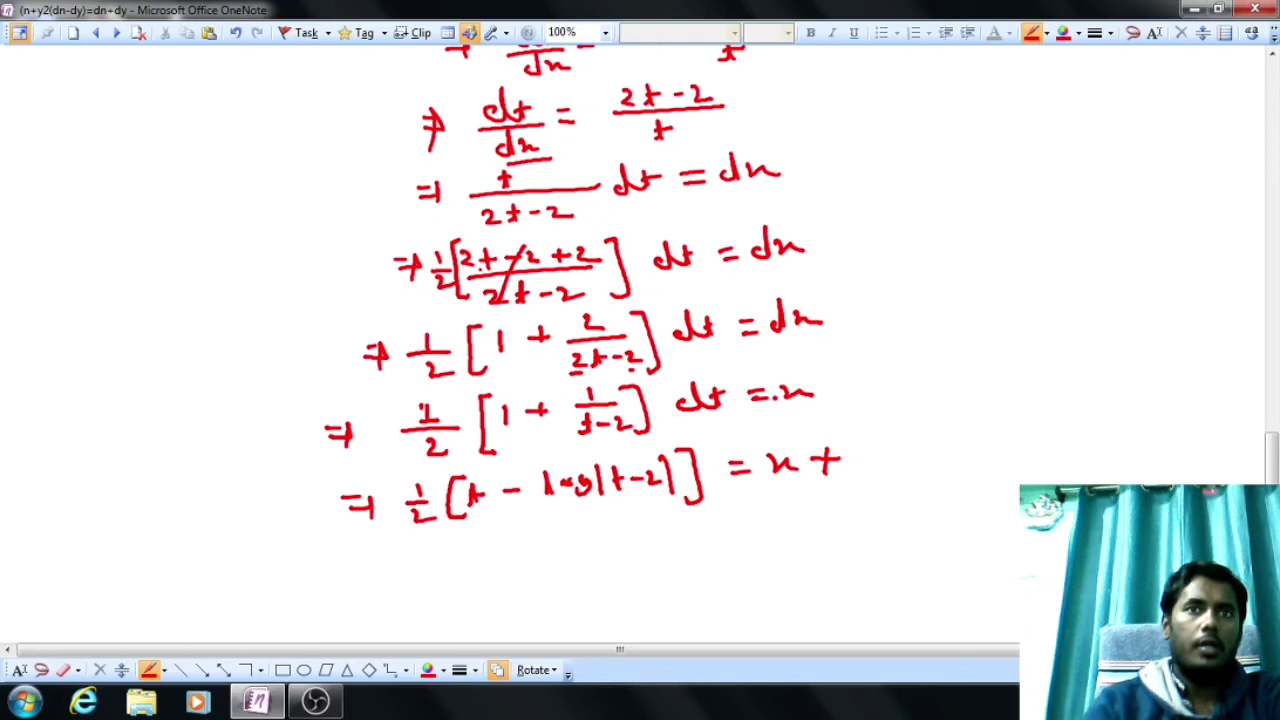 (n+y2(dn-dy)=dn+dy - Microsoft Office OneNote
Task Tag Clip 100% B I U
⇒ dx = t
⇒ dt/dx = 2t-2/t
⇒ t/2t-2 dt = dx
⇒ 1/2 [2t-2+2/2t-2] dt = dx
⇒ 1/2 [1 + 2/2t-2] dt = dx
⇒ 1/2 [1 + 1/t-2] dt = x
⇒ 1/2 [t - log|t-2|] = x +
Rotate